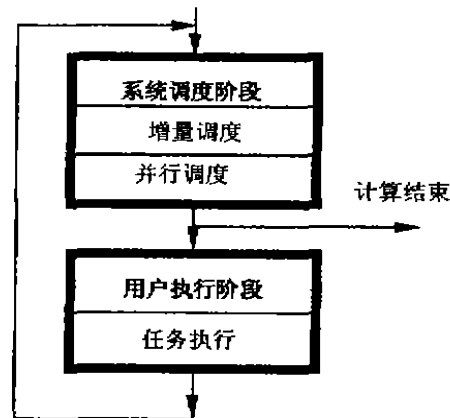 系统调度阶段
增量调度
并行调度
计算结束
用户执行阶段
任务执行